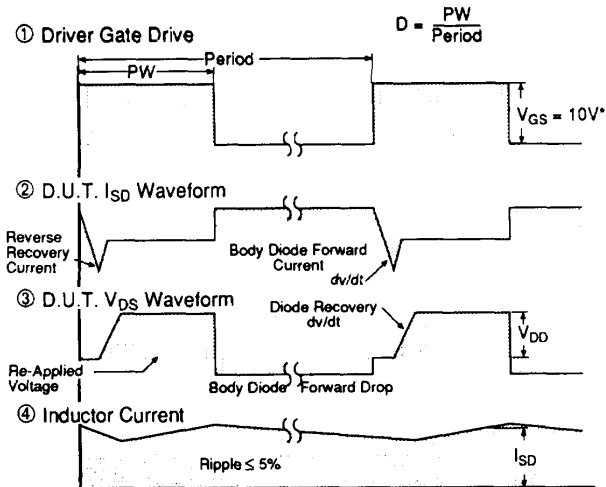 ① Driver Gate Drive
D = PW
Period
Period
PW
VGS = 10V*
② D.U.T. ISD Waveform
Reverse
Recovery
Current
Body Diode Forward
Current
dv/dt
③ D.U.T. VDS Waveform
Diode Recovery
dv/dt
VDD
Re-Applied
Voltage
Body Diode Forward Drop
④ Inductor Current
Ripple ≤ 5%
ISD